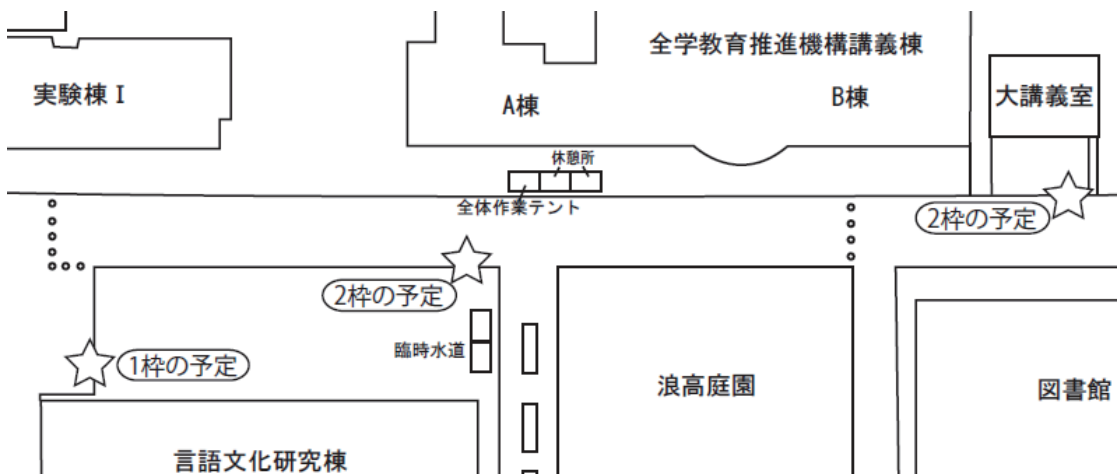 全学教育推進機構講義棟
実験棟Ⅰ
A棟
B棟
大講義室
休憩所
全体作業テント
2枠の予定
2枠の予定
臨時水道
1枠の予定
浪高庭園
図書館
言語文化研究棟